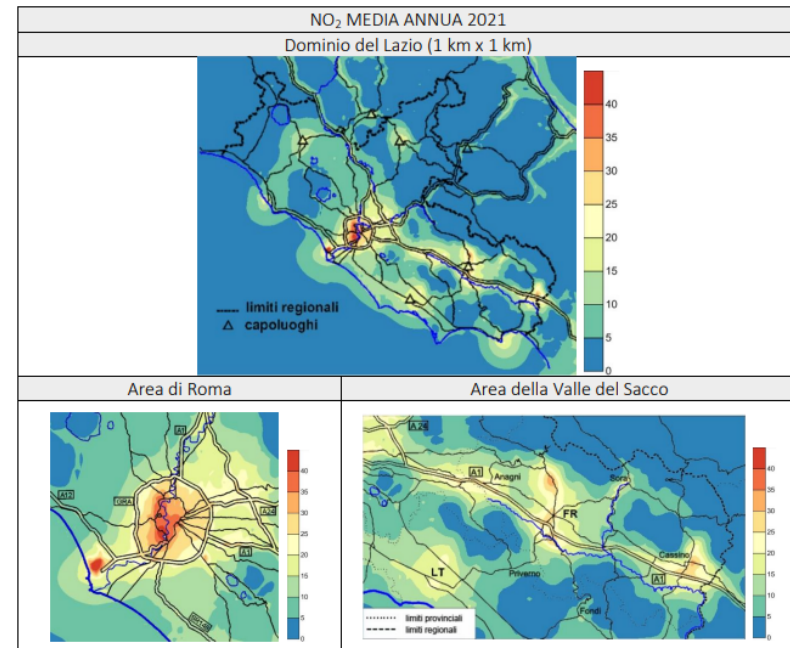 NO₂ MEDIA ANNUA 2021
Dominio del Lazio (1 km x 1 km)
40
35
30
25
20
15
10
5
0
limiti regionali
capoluoghi
Area di Roma
Area della Valle del Sacco
A1
A12
GRA
A24
A1
40
35
30
25
20
15
10
5
0
A 24
A1
Anagni
Sora
FR
Cassino
LT
Priverno
A1
Fondi
limiti provinciali
limiti regionali
40
35
30
25
20
15
10
5
0